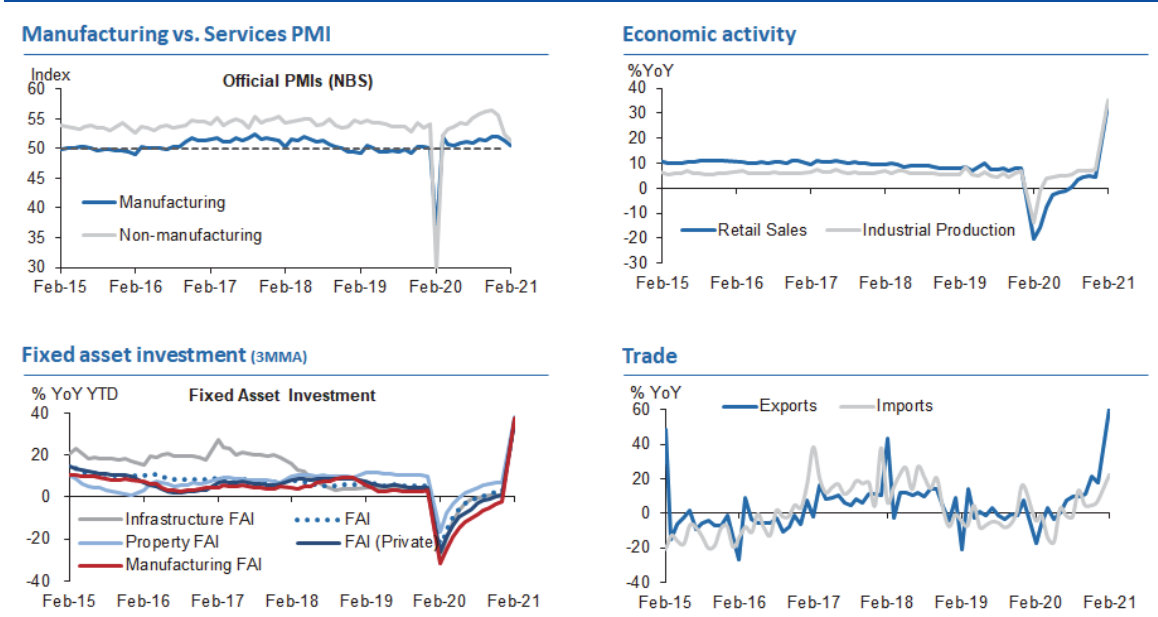 Manufacturing vs. Services PMI
Index
Official PMIs (NBS)
60
55
50
45
40
35
30
Manufacturing
Non-manufacturing
Feb-15 Feb-16 Feb-17 Feb-18 Feb-19 Feb-20 Feb-21
Economic activity
%YoY
40
30
20
10
0
-10
-20
-30
Retail Sales Industrial Production
Feb-15 Feb-16 Feb-17 Feb-18 Feb-19 Feb-20 Feb-21
Fixed asset investment (3MMA)
% YoY YTD Fixed Asset Investment
40
20
0
-20
-40
Infrastructure FAI FAI
Property FAI FAI (Private)
Manufacturing FAI
Feb-15 Feb-16 Feb-17 Feb-18 Feb-19 Feb-20 Feb-21
Trade
% YoY
Exports Imports
60
40
20
0
-20
-40
Feb-15 Feb-16 Feb-17 Feb-18 Feb-19 Feb-20 Feb-21